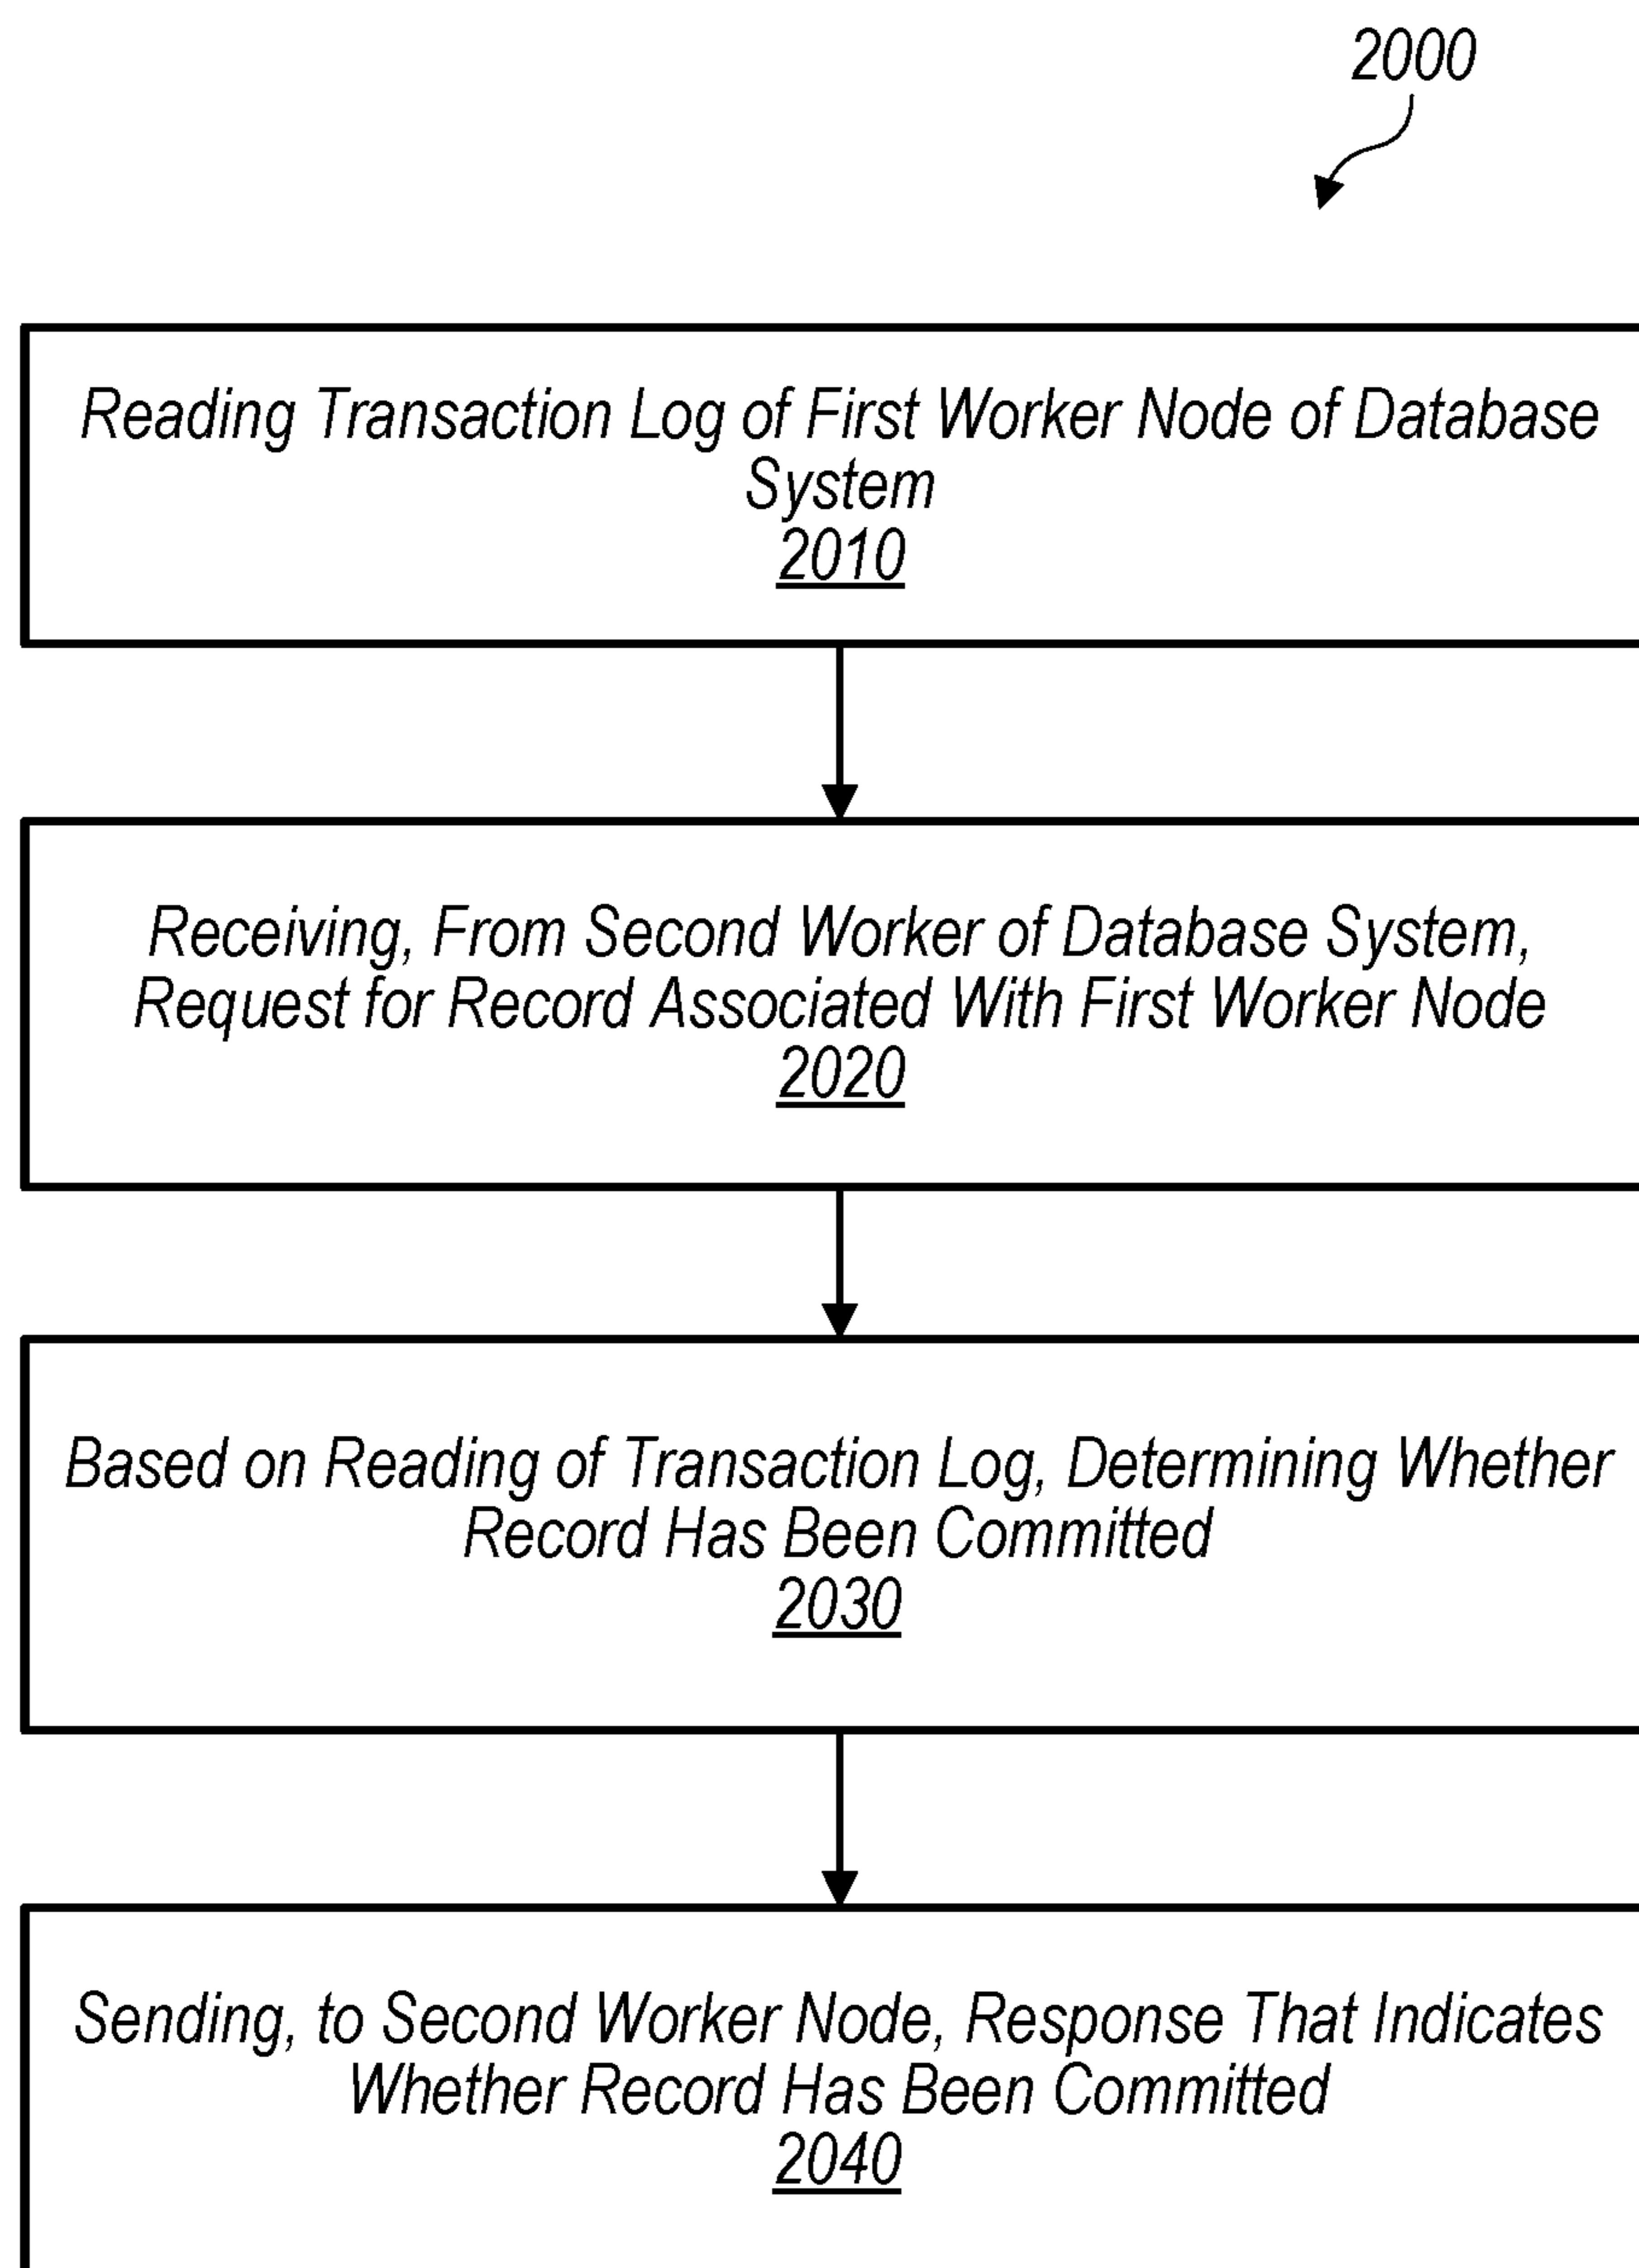 2000
Reading Transaction Log of First Worker Node of Database
System
2010
Receiving, From Second Worker of Database System,
Request for Record Associated With First Worker Node
2020
Based on Reading of Transaction Log, Determining Whether
Record Has Been Committed
2030
Sending, to Second Worker Node, Response That Indicates
Whether Record Has Been Committed
2040